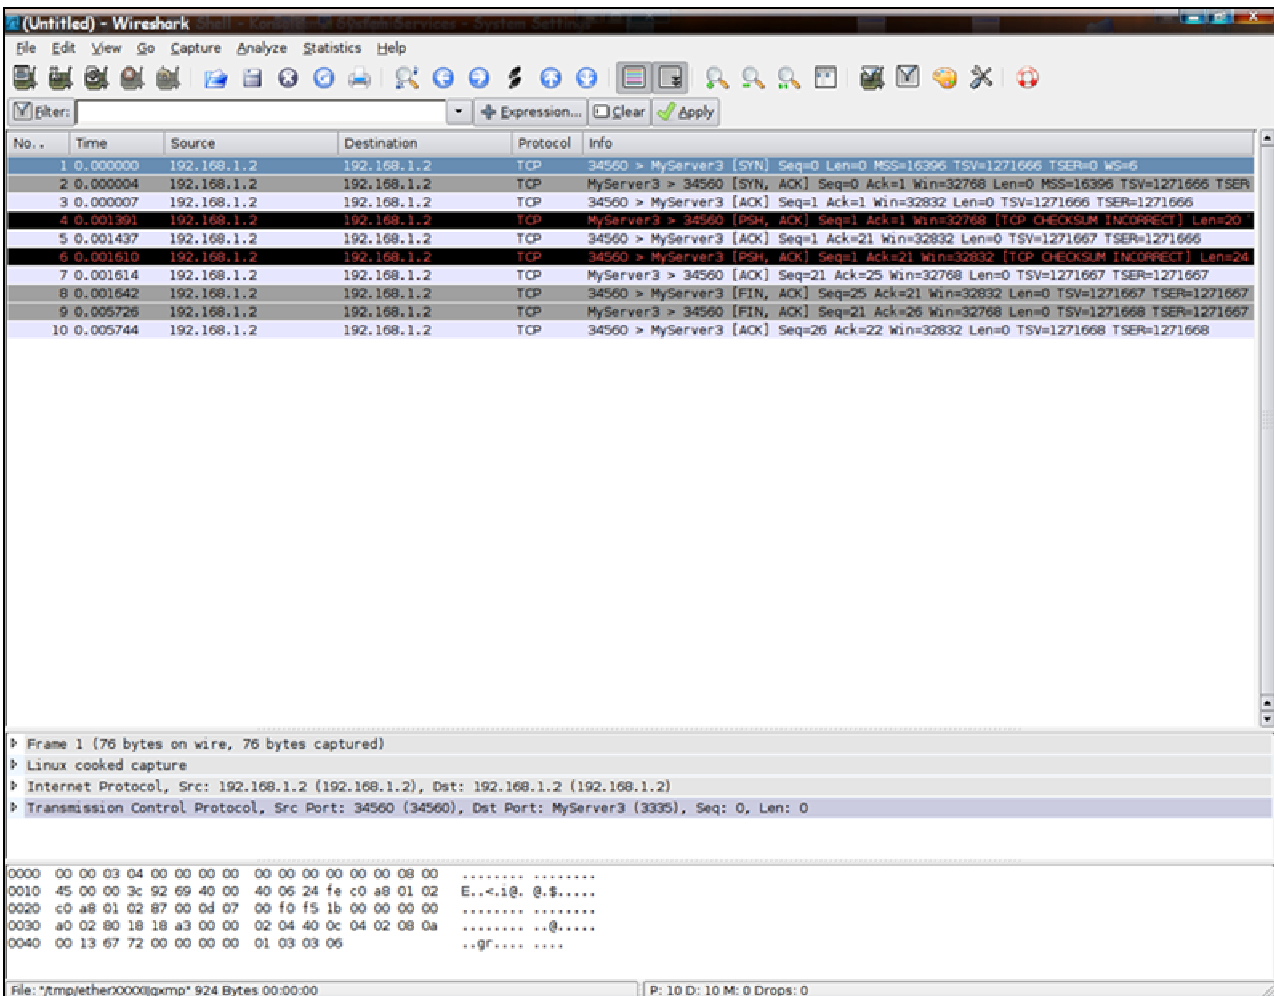 (Untitled) - Wireshark
File Edit View Go Capture Analyze Statistics Help
Filter: Expression... Clear Apply
No.. Time Source Destination Protocol Info
1 0.000000 192.168.1.2 192.168.1.2 TCP 34560 > MyServer3 [SYN] Seq=0 Len=0 MSS=16396 TSV=1271666 TSER=0 WS=6
2 0.000004 192.168.1.2 192.168.1.2 TCP MyServer3 > 34560 [SYN, ACK] Seq=0 Ack=1 Win=32768 Len=0 MSS=16396 TSV=1271666 TSER
3 0.000007 192.168.1.2 192.168.1.2 TCP 34560 > MyServer3 [ACK] Seq=1 Ack=1 Win=32832 Len=0 TSV=1271666 TSER=1271666
4 0.001391 192.168.1.2 192.168.1.2 TCP MyServer3 > 34560 [PSH, ACK] Seq=1 Ack=1 Win=32768 [TCP CHECKSUM INCORRECT] Len=20
5 0.001437 192.168.1.2 192.168.1.2 TCP 34560 > MyServer3 [ACK] Seq=1 Ack=21 Win=32832 Len=0 TSV=1271667 TSER=1271666
6 0.001610 192.168.1.2 192.168.1.2 TCP 34560 > MyServer3 [PSH, ACK] Seq=1 Ack=21 Win=32832 [TCP CHECKSUM INCORRECT] Len=24
7 0.001614 192.168.1.2 192.168.1.2 TCP MyServer3 > 34560 [ACK] Seq=21 Ack=25 Win=32768 Len=0 TSV=1271667 TSER=1271667
8 0.001642 192.168.1.2 192.168.1.2 TCP 34560 > MyServer3 [FIN, ACK] Seq=25 Ack=21 Win=32832 Len=0 TSV=1271667 TSER=1271667
9 0.005726 192.168.1.2 192.168.1.2 TCP MyServer3 > 34560 [FIN, ACK] Seq=21 Ack=26 Win=32768 Len=0 TSV=1271668 TSER=1271667
10 0.005744 192.168.1.2 192.168.1.2 TCP 34560 > MyServer3 [ACK] Seq=26 Ack=22 Win=32832 Len=0 TSV=1271668 TSER=1271668
Frame 1 (76 bytes on wire, 76 bytes captured)
Linux cooked capture
Internet Protocol, Src: 192.168.1.2 (192.168.1.2), Dst: 192.168.1.2 (192.168.1.2)
Transmission Control Protocol, Src Port: 34560 (34560), Dst Port: MyServer3 (3335), Seq: 0, Len: 0
0000 00 00 03 04 00 00 00 00 00 00 00 00 00 00 08 00 ........ ........
0010 45 00 00 3c 92 69 40 00 40 06 24 fe c0 a8 01 02 E..<.i@. @.$.....
0020 c0 a8 01 02 87 00 0d 07 00 f0 f5 1b 00 00 00 00 ........ ........
0030 a0 02 80 18 18 a3 00 00 02 04 40 0c 04 02 08 0a ........ ..@.....
0040 00 13 67 72 00 00 00 00 01 03 03 06 ..gr.... ....
File: "/tmp/etherXXXXJgxmp" 924 Bytes 00:00:00 P: 10 D: 10 M: 0 Drops: 0